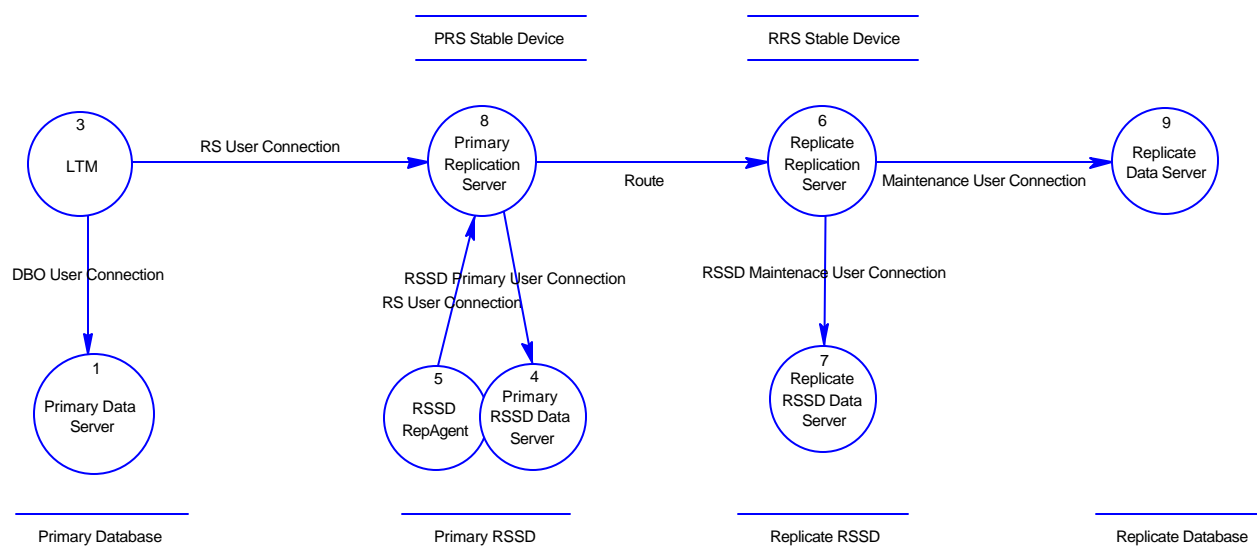 PRS Stable Device
RRS Stable Device
3
LTM
RS User Connection
8
Primary
Replication
Server
Route
6
Replicate
Replication
Server
Maintenance User Connection
9
Replicate
Data Server
DBO User Connection
RSSD Primary User Connection
RS User Connection
RSSD Maintenace User Connection
1
Primary Data
Server
5
RSSD
RepAgent
4
Primary
RSSD Data
Server
7
Replicate
RSSD Data
Server
Primary Database
Primary RSSD
Replicate RSSD
Replicate Database